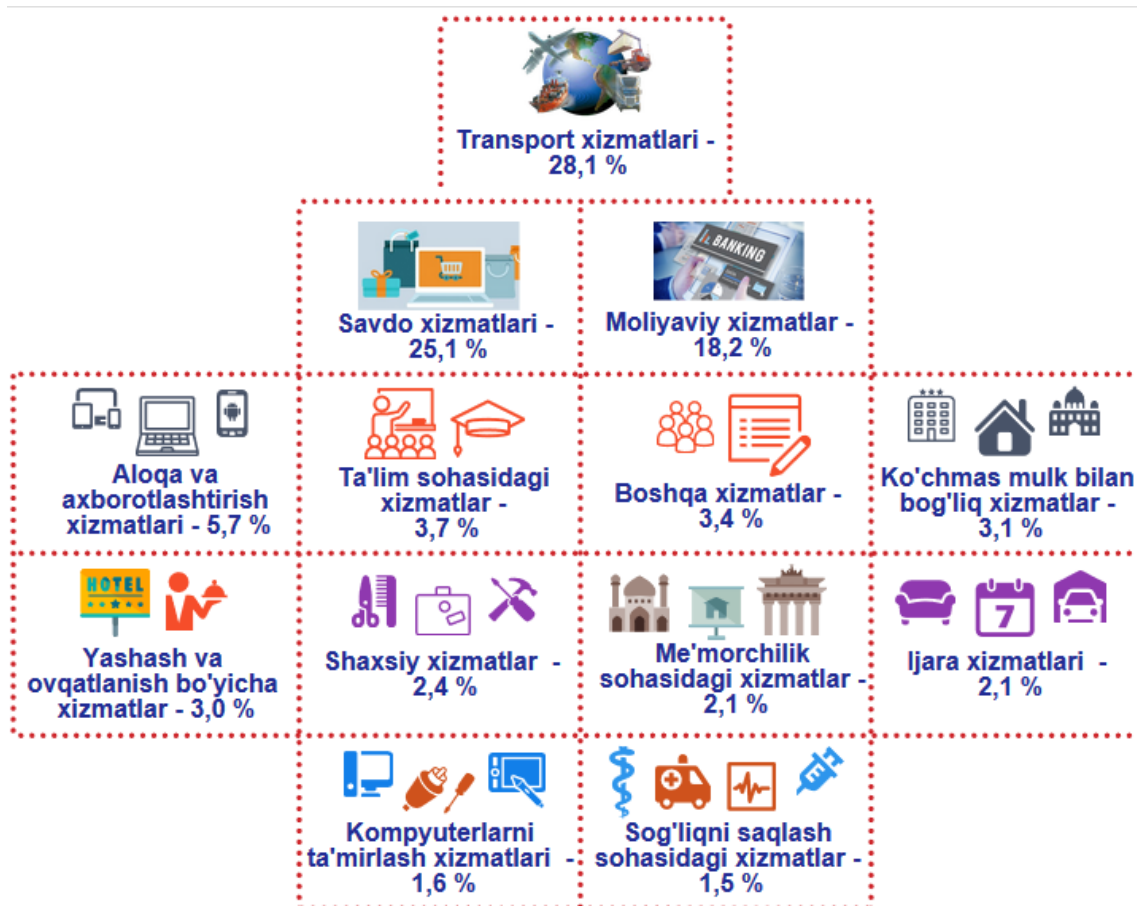 Transport xizmatlari -
28,1 %
BANKING
Savdo xizmatlari -
25,1 %
Moliyaviy xizmatlar -
18,2 %
Aloqa va
axborotlashtirish
xizmatlari - 5,7 %
Ta'lim sohasidagi
xizmatlar -
3,7 %
Boshqa xizmatlar -
3,4 %
Ko'chmas mulk bilan
bog'liq xizmatlar -
3,1 %
HOTEL
Yashash va
ovqatlanish bo'yicha
xizmatlar - 3,0 %
Shaxsiy xizmatlar -
2,4 %
Me'morchilik
sohasidagi xizmatlar -
2,1 %
7
Ijara xizmatlari -
2,1 %
Kompyuterlarni
ta'mirlash xizmatlari -
1,6 %
Sog'liqni saqlash
sohasidagi xizmatlar -
1,5 %